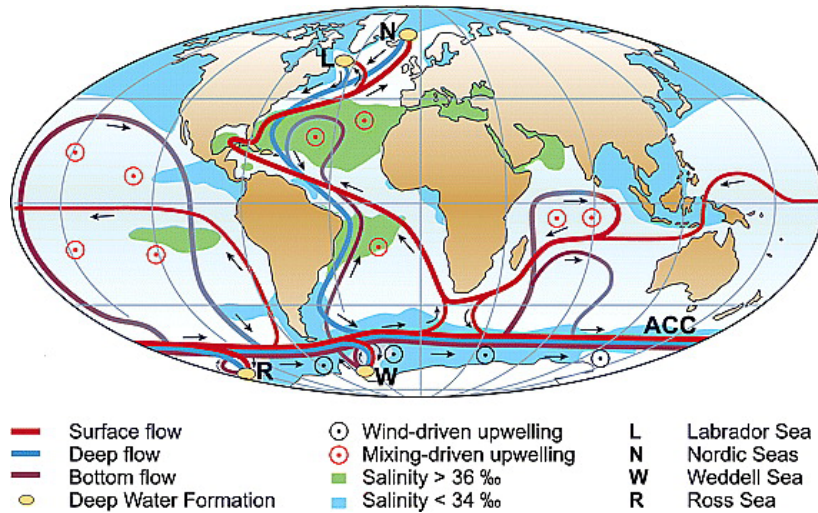 N
L
ACC
R
W
Surface flow
Deep flow
Bottom flow
Deep Water Formation
Wind-driven upwelling
Mixing-driven upwelling
Salinity > 36 ‰
Salinity < 34 ‰
L Labrador Sea
N Nordic Seas
W Weddell Sea
R Ross Sea